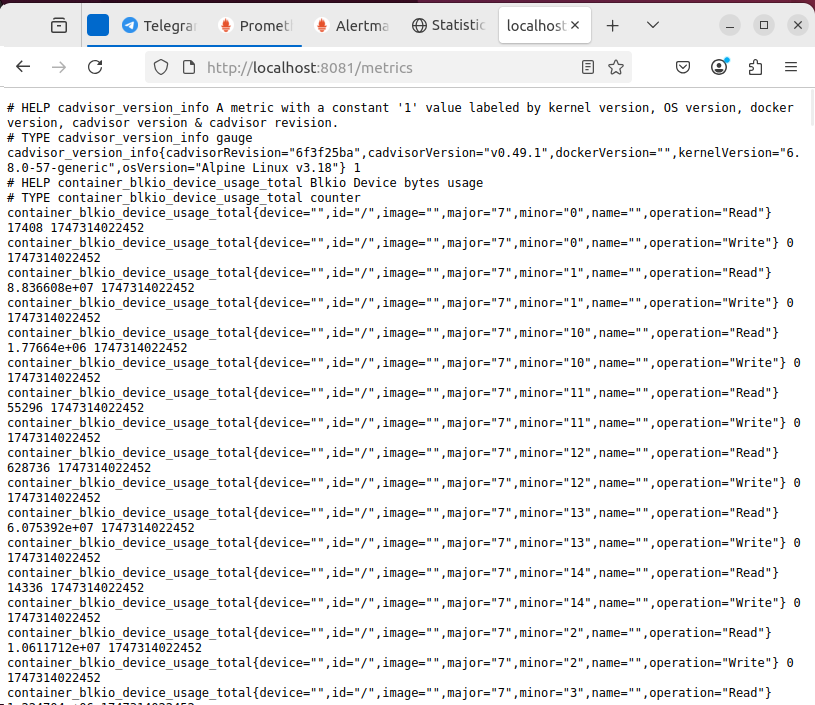 Telegra
Promet
Alertma
Statistic
localhost
http://localhost:8081/metrics
# HELP cadvisor_version_info A metric with a constant '1' value labeled by kernel version, OS version, docker
version, cadvisor version & cadvisor revision.
# TYPE cadvisor_version_info gauge
cadvisor_version_info{cadvisorRevision="6f3f25ba",cadvisorVersion="v0.49.1",dockerVersion="",kernelVersion="6.
8.0-57-generic",osVersion="Alpine Linux v3.18"} 1
# HELP container_blkio_device_usage_total Blkio Device bytes usage
# TYPE container_blkio_device_usage_total counter
container_blkio_device_usage_total{device="",id="/",image="",major="7",minor="0",name="",operation="Read"}
17408 1747314022452
container_blkio_device_usage_total{device="",id="/",image="",major="7",minor="0",name="",operation="Write"} 0
1747314022452
container_blkio_device_usage_total{device="",id="/",image="",major="7",minor="1",name="",operation="Read"}
8.836608e+07 1747314022452
container_blkio_device_usage_total{device="",id="/",image="",major="7",minor="1",name="",operation="Write"} 0
1747314022452
container_blkio_device_usage_total{device="",id="/",image="",major="7",minor="10",name="",operation="Read"}
1.77664e+06 1747314022452
container_blkio_device_usage_total{device="",id="/",image="",major="7",minor="10",name="",operation="Write"} 0
1747314022452
container_blkio_device_usage_total{device="",id="/",image="",major="7",minor="11",name="",operation="Read"}
55296 1747314022452
container_blkio_device_usage_total{device="",id="/",image="",major="7",minor="11",name="",operation="Write"} 0
1747314022452
container_blkio_device_usage_total{device="",id="/",image="",major="7",minor="12",name="",operation="Read"}
628736 1747314022452
container_blkio_device_usage_total{device="",id="/",image="",major="7",minor="12",name="",operation="Write"} 0
1747314022452
container_blkio_device_usage_total{device="",id="/",image="",major="7",minor="13",name="",operation="Read"}
6.075392e+07 1747314022452
container_blkio_device_usage_total{device="",id="/",image="",major="7",minor="13",name="",operation="Write"} 0
1747314022452
container_blkio_device_usage_total{device="",id="/",image="",major="7",minor="14",name="",operation="Read"}
14336 1747314022452
container_blkio_device_usage_total{device="",id="/",image="",major="7",minor="14",name="",operation="Write"} 0
1747314022452
container_blkio_device_usage_total{device="",id="/",image="",major="7",minor="2",name="",operation="Read"}
1.0611712e+07 1747314022452
container_blkio_device_usage_total{device="",id="/",image="",major="7",minor="2",name="",operation="Write"} 0
1747314022452
container_blkio_device_usage_total{device="",id="/",image="",major="7",minor="3",name="",operation="Read"}